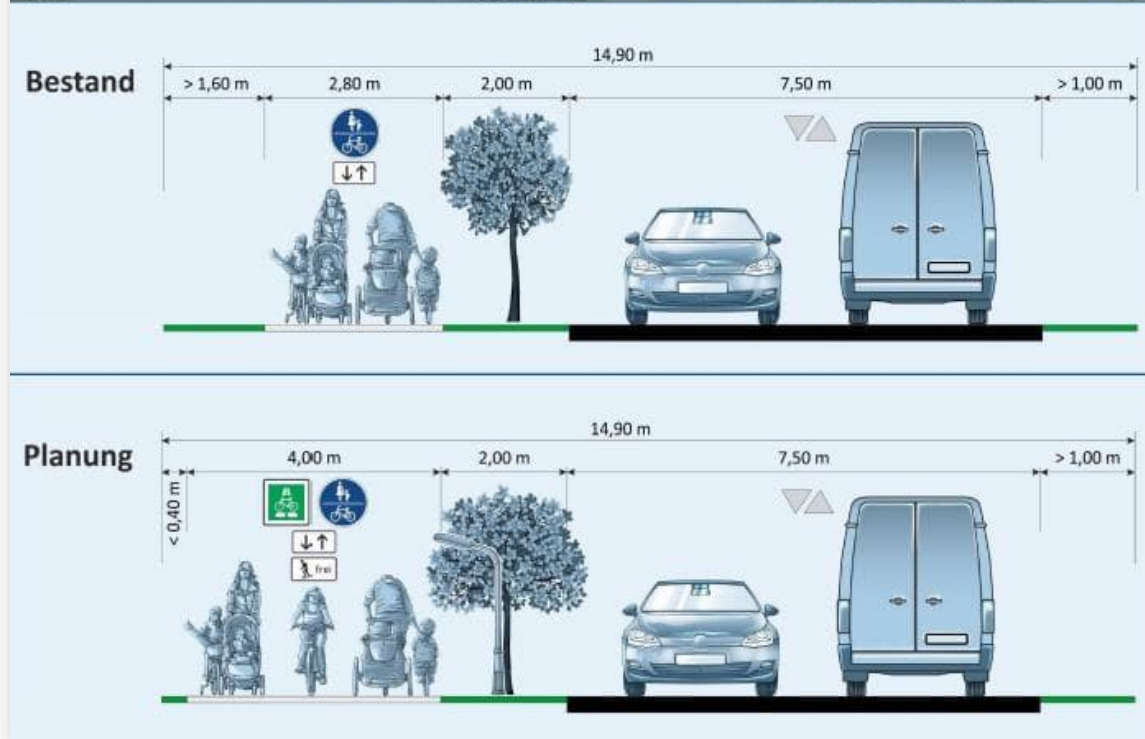 14,90 m
Bestand
> 1,60 m
2,80 m
2,00 m
7,50 m
> 1,00 m
14,90 m
Planung
< 0,40 m
4,00 m
2,00 m
7,50 m
> 1,00 m
frei